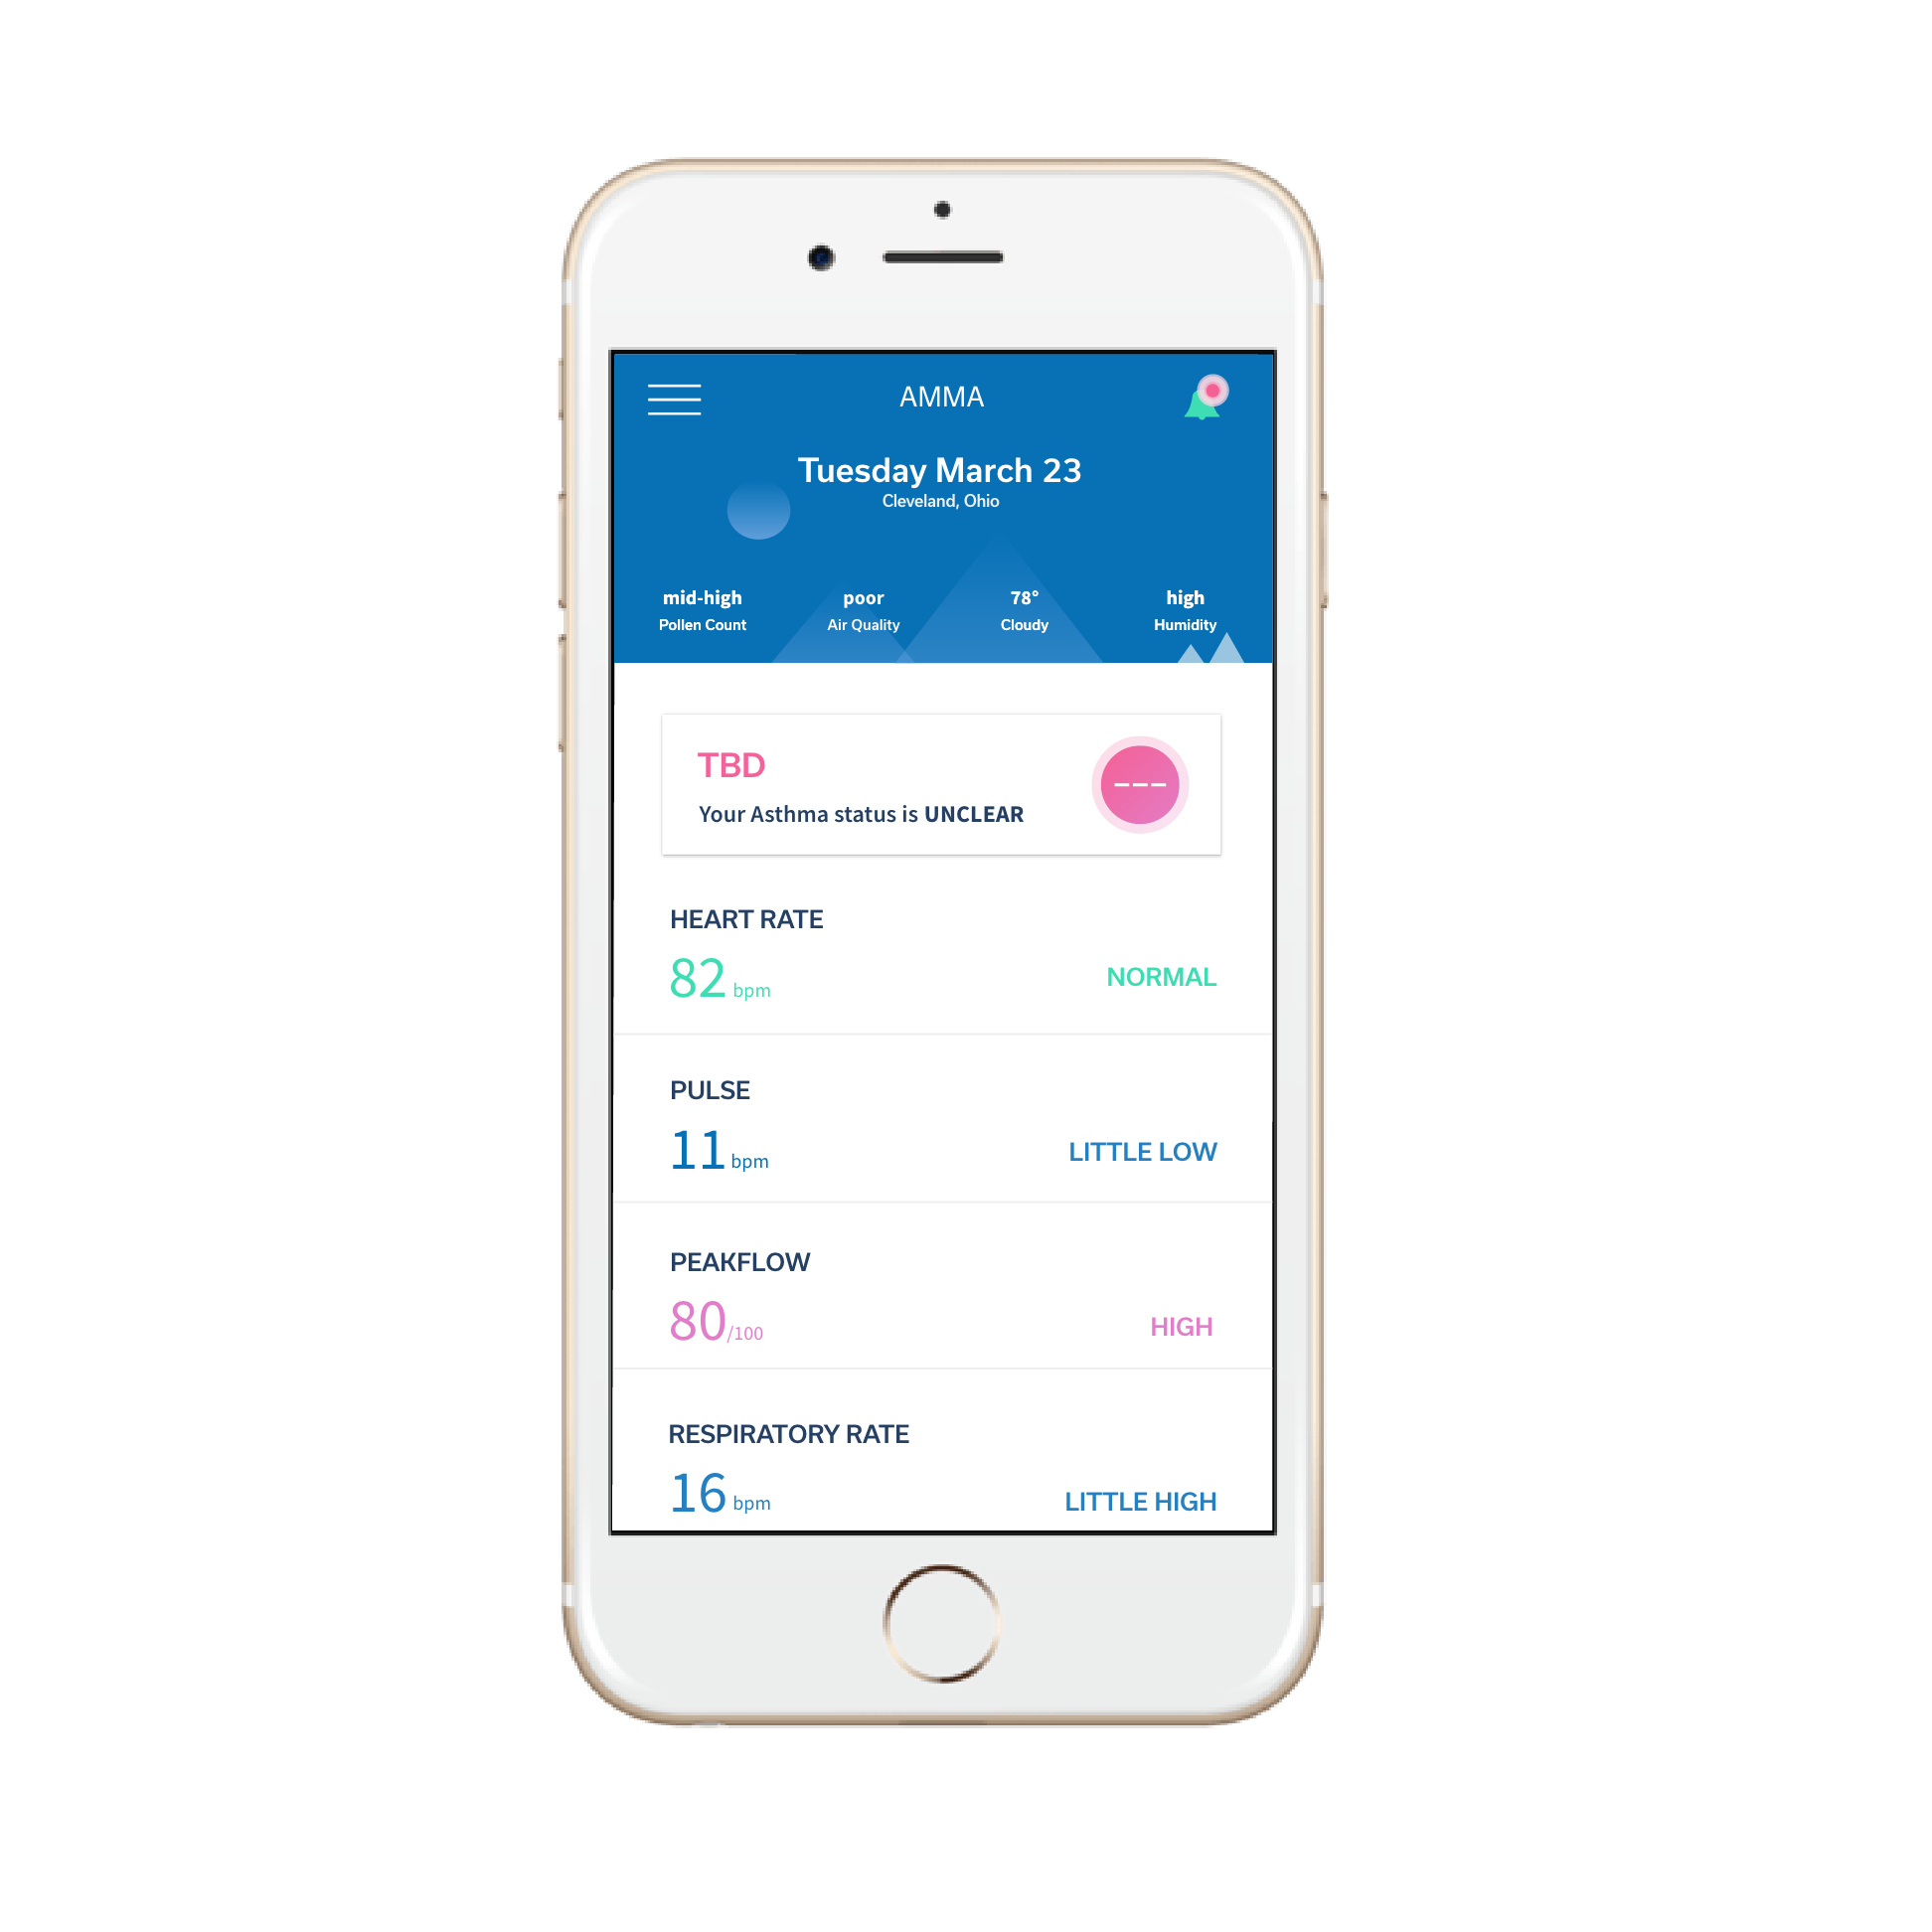 AMMA
Tuesday March 23
Cleveland, Ohio
mid-high poor 78° high
Pollen Count Air Quality Cloudy Humidity
TBD
Your Asthma status is UNCLEAR
HEART RATE
82 bpm NORMAL
PULSE
11 bpm LITTLE LOW
PEAKFLOW
80/100 HIGH
RESPIRATORY RATE
16 bpm LITTLE HIGH